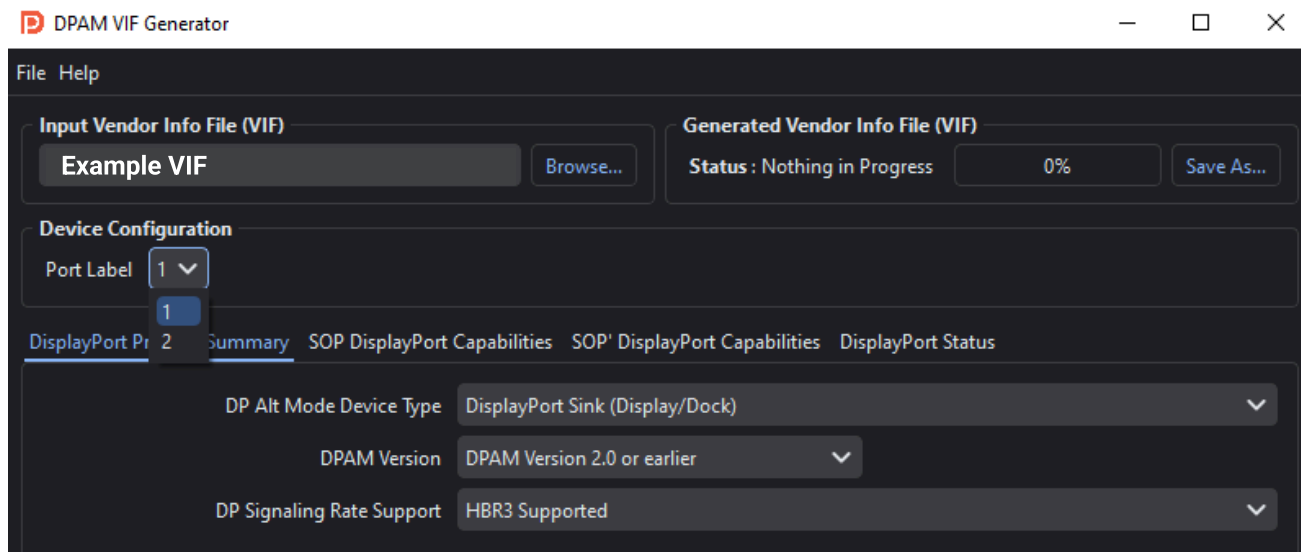 DPAM VIF Generator
File Help
Input Vendor Info File (VIF)
Example VIF
Browse...
Generated Vendor Info File (VIF)
Status : Nothing in Progress
0%
Save As...
Device Configuration
Port Label 1
1
2
DisplayPort Pr Summary SOP DisplayPort Capabilities SOP' DisplayPort Capabilities DisplayPort Status
DP Alt Mode Device Type DisplayPort Sink (Display/Dock)
DPAM Version DPAM Version 2.0 or earlier
DP Signaling Rate Support HBR3 Supported